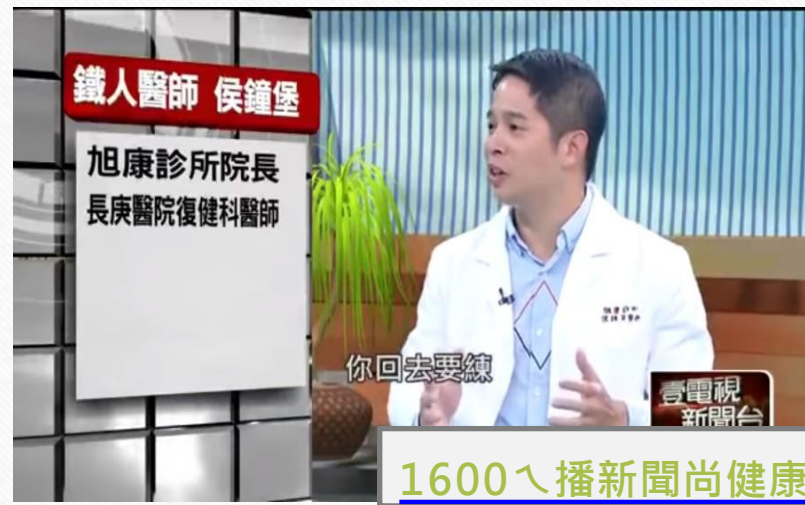 鐵人醫師 侯鐘堡
旭康診所院長
長庚醫院復健科醫師
你回去要練
壹電視
新聞台
1600ㄟ播新聞尚健康